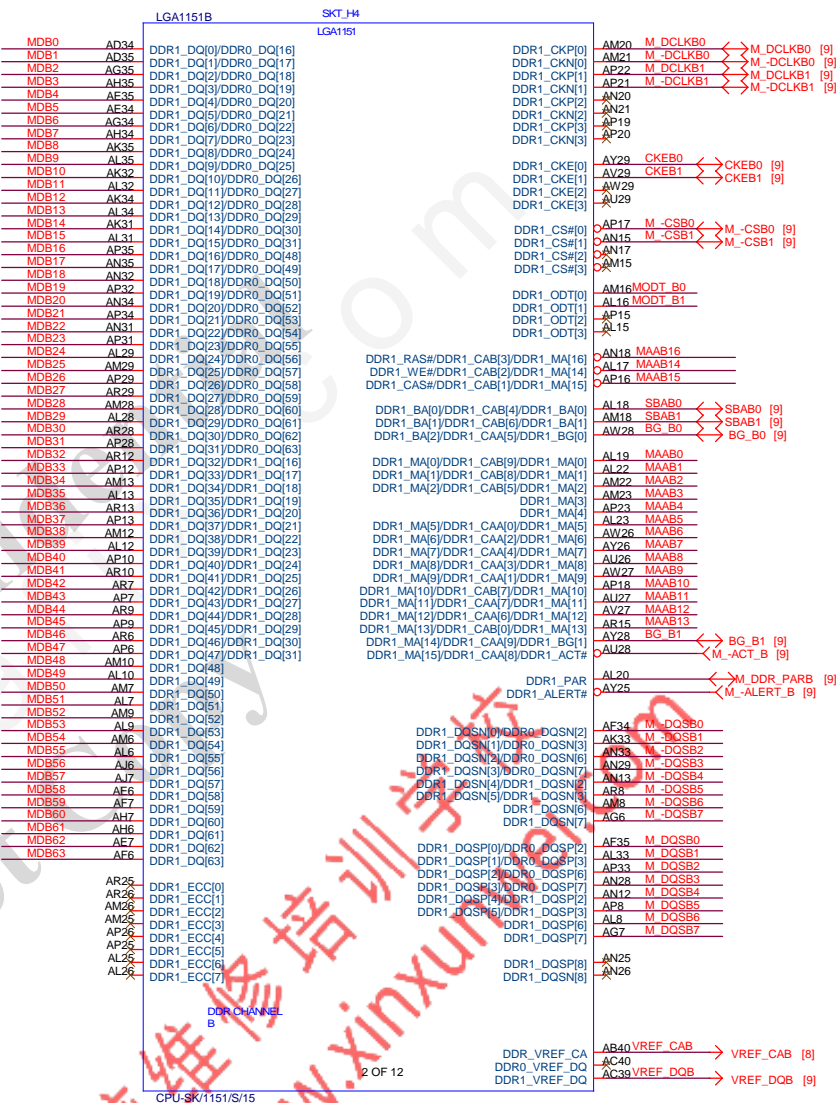 LGA1151B SKT_H4
LGA1151
MDB0 AD34 DDR1_DQ[0]/DDR0_DQ[16] DDR1_CKP[0] AM20 M_DCLKB0 M_DCLKB0 [9]
MDB1 AD35 DDR1_DQ[1]/DDR0_DQ[17] DDR1_CKN[0] AM21 M_-DCLKB0 M_-DCLKB0 [9]
MDB2 AG35 DDR1_DQ[2]/DDR0_DQ[18] DDR1_CKP[1] AP22 M_DCLKB1 M_DCLKB1 [9]
MDB3 AH35 DDR1_DQ[3]/DDR0_DQ[19] DDR1_CKN[1] AP21 M_-DCLKB1 M_-DCLKB1 [9]
MDB4 AE35 DDR1_DQ[4]/DDR0_DQ[20] DDR1_CKP[2] AN20
MDB5 AE34 DDR1_DQ[5]/DDR0_DQ[21] DDR1_CKN[2] AN21
MDB6 AG34 DDR1_DQ[6]/DDR0_DQ[22] DDR1_CKP[3] AP19
MDB7 AH34 DDR1_DQ[7]/DDR0_DQ[23] DDR1_CKN[3] AP20
MDB8 AK35 DDR1_DQ[8]/DDR0_DQ[24]
MDB9 AL35 DDR1_DQ[9]/DDR0_DQ[25] DDR1_CKE[0] AY29 CKEB0 CKEB0 [9]
MDB10 AK32 DDR1_DQ[10]/DDR0_DQ[26] DDR1_CKE[1] AV29 CKEB1 CKEB1 [9]
MDB11 AL32 DDR1_DQ[11]/DDR0_DQ[27] DDR1_CKE[2] AW29
MDB12 AK34 DDR1_DQ[12]/DDR0_DQ[28] DDR1_CKE[3] AU29
MDB13 AL34 DDR1_DQ[13]/DDR0_DQ[29]
MDB14 AK31 DDR1_DQ[14]/DDR0_DQ[30] DDR1_CS#[0] AP17 M_-CSB0 M_-CSB0 [9]
MDB15 AL31 DDR1_DQ[15]/DDR0_DQ[31] DDR1_CS#[1] AN15 M_-CSB1 M_-CSB1 [9]
MDB16 AP35 DDR1_DQ[16]/DDR0_DQ[48] DDR1_CS#[2] AN17
MDB17 AN35 DDR1_DQ[17]/DDR0_DQ[49] DDR1_CS#[3] AM15
MDB18 AN32 DDR1_DQ[18]/DDR0_DQ[50]
MDB19 AP32 DDR1_DQ[19]/DDR0_DQ[51] DDR1_ODT[0] AM16 MODT_B0
MDB20 AN34 DDR1_DQ[20]/DDR0_DQ[52] DDR1_ODT[1] AL16 MODT_B1
MDB21 AP34 DDR1_DQ[21]/DDR0_DQ[53] DDR1_ODT[2] AP15
MDB22 AN31 DDR1_DQ[22]/DDR0_DQ[54] DDR1_ODT[3] AL15
MDB23 AP31 DDR1_DQ[23]/DDR0_DQ[55]
MDB24 AL29 DDR1_DQ[24]/DDR0_DQ[56] DDR1_RAS#/DDR1_CAB[3]/DDR1_MA[16] AN18 MAAB16
MDB25 AM29 DDR1_DQ[25]/DDR0_DQ[57] DDR1_WE#/DDR1_CAB[2]/DDR1_MA[14] AL17 MAAB14
MDB26 AP29 DDR1_DQ[26]/DDR0_DQ[58] DDR1_CAS#/DDR1_CAB[1]/DDR1_MA[15] AP16 MAAB15
MDB27 AR29 DDR1_DQ[27]/DDR0_DQ[59]
MDB28 AM28 DDR1_DQ[28]/DDR0_DQ[60] DDR1_BA[0]/DDR1_CAB[4]/DDR1_BA[0] AL18 SBAB0 SBAB0 [9]
MDB29 AL28 DDR1_DQ[29]/DDR0_DQ[61] DDR1_BA[1]/DDR1_CAB[6]/DDR1_BA[1] AM18 SBAB1 SBAB1 [9]
MDB30 AR28 DDR1_DQ[30]/DDR0_DQ[62] DDR1_BA[2]/DDR1_CAA[5]/DDR1_BG[0] AW28 BG_B0 BG_B0 [9]
MDB31 AP28 DDR1_DQ[31]/DDR0_DQ[63]
MDB32 AR12 DDR1_DQ[32]/DDR1_DQ[16] DDR1_MA[0]/DDR1_CAB[9]/DDR1_MA[0] AL19 MAAB0
MDB33 AP12 DDR1_DQ[33]/DDR1_DQ[17] DDR1_MA[1]/DDR1_CAB[8]/DDR1_MA[1] AL22 MAAB1
MDB34 AM13 DDR1_DQ[34]/DDR1_DQ[18] DDR1_MA[2]/DDR1_CAB[5]/DDR1_MA[2] AM22 MAAB2
MDB35 AL13 DDR1_DQ[35]/DDR1_DQ[19] DDR1_MA[3] AM23 MAAB3
MDB36 AR13 DDR1_DQ[36]/DDR1_DQ[20] DDR1_MA[4] AP23 MAAB4
MDB37 AP13 DDR1_DQ[37]/DDR1_DQ[21] DDR1_MA[5]/DDR1_CAA[0]/DDR1_MA[5] AL23 MAAB5
MDB38 AM12 DDR1_DQ[38]/DDR1_DQ[22] DDR1_MA[6]/DDR1_CAA[2]/DDR1_MA[6] AW26 MAAB6
MDB39 AL12 DDR1_DQ[39]/DDR1_DQ[23] DDR1_MA[7]/DDR1_CAA[4]/DDR1_MA[7] AY26 MAAB7
MDB40 AP10 DDR1_DQ[40]/DDR1_DQ[24] DDR1_MA[8]/DDR1_CAA[3]/DDR1_MA[8] AU26 MAAB8
MDB41 AR10 DDR1_DQ[41]/DDR1_DQ[25] DDR1_MA[9]/DDR1_CAA[1]/DDR1_MA[9] AW27 MAAB9
MDB42 AR7 DDR1_DQ[42]/DDR1_DQ[26] DDR1_MA[10]/DDR1_CAB[7]/DDR1_MA[10] AP18 MAAB10
MDB43 AP7 DDR1_DQ[43]/DDR1_DQ[27] DDR1_MA[11]/DDR1_CAA[7]/DDR1_MA[11] AU27 MAAB11
MDB44 AR9 DDR1_DQ[44]/DDR1_DQ[28] DDR1_MA[12]/DDR1_CAA[6]/DDR1_MA[12] AV27 MAAB12
MDB45 AP9 DDR1_DQ[45]/DDR1_DQ[29] DDR1_MA[13]/DDR1_CAB[0]/DDR1_MA[13] AR15 MAAB13
MDB46 AR6 DDR1_DQ[46]/DDR1_DQ[30] DDR1_MA[14]/DDR1_CAA[9]/DDR1_BG[1] AY28 BG_B1 BG_B1 [9]
MDB47 AP6 DDR1_DQ[47]/DDR1_DQ[31] DDR1_MA[15]/DDR1_CAA[8]/DDR1_ACT# AU28 M_-ACT_B [9]
MDB48 AM10 DDR1_DQ[48]
MDB49 AL10 DDR1_DQ[49] DDR1_PAR AL20 M_DDR_PARB [9]
MDB50 AM7 DDR1_DQ[50] DDR1_ALERT# AY25 M_-ALERT_B [9]
MDB51 AL7 DDR1_DQ[51]
MDB52 AM9 DDR1_DQ[52]
MDB53 AL9 DDR1_DQ[53] DDR1_DQSN[0]/DDR0_DQSN[2] AF34 M_-DQSB0
MDB54 AM6 DDR1_DQ[54] DDR1_DQSN[1]/DDR0_DQSN[3] AK33 M_-DQSB1
MDB55 AL6 DDR1_DQ[55] DDR1_DQSN[2]/DDR0_DQSN[6] AN33 M_-DQSB2
MDB56 AJ6 DDR1_DQ[56] DDR1_DQSN[3]/DDR0_DQSN[7] AN29 M_-DQSB3
MDB57 AJ7 DDR1_DQ[57] DDR1_DQSN[4]/DDR1_DQSN[2] AN13 M_-DQSB4
MDB58 AE6 DDR1_DQ[58] DDR1_DQSN[5]/DDR1_DQSN[3] AR8 M_-DQSB5
MDB59 AF7 DDR1_DQ[59] DDR1_DQSN[6] AM8 M_-DQSB6
MDB60 AH7 DDR1_DQ[60] DDR1_DQSN[7] AG6 M_-DQSB7
MDB61 AH6 DDR1_DQ[61]
MDB62 AE7 DDR1_DQ[62] DDR1_DQSP[0]/DDR0_DQSP[2] AF35 M_DQSB0
MDB63 AF6 DDR1_DQ[63] DDR1_DQSP[1]/DDR0_DQSP[3] AL33 M_DQSB1
DDR1_DQSP[2]/DDR0_DQSP[6] AP33 M_DQSB2
AR25 DDR1_ECC[0] DDR1_DQSP[3]/DDR0_DQSP[7] AN28 M_DQSB3
AR26 DDR1_ECC[1] DDR1_DQSP[4]/DDR1_DQSP[2] AN12 M_DQSB4
AM26 DDR1_ECC[2] DDR1_DQSP[5]/DDR1_DQSP[3] AP8 M_DQSB5
AM25 DDR1_ECC[3] DDR1_DQSP[6] AL8 M_DQSB6
AP26 DDR1_ECC[4] DDR1_DQSP[7] AG7 M_DQSB7
AP25 DDR1_ECC[5]
AL25 DDR1_ECC[6] DDR1_DQSP[8] AN25
AL26 DDR1_ECC[7] DDR1_DQSN[8] AN26
DDR CHANNEL
B
DDR_VREF_CA AB40 VREF_CAB VREF_CAB [8]
2 OF 12 DDR0_VREF_DQ AC40
DDR1_VREF_DQ AC39 VREF_DQB VREF_DQB [9]
CPU-SK/1151/S/15
维修培训学校
www.xinxunwei.com
Copy